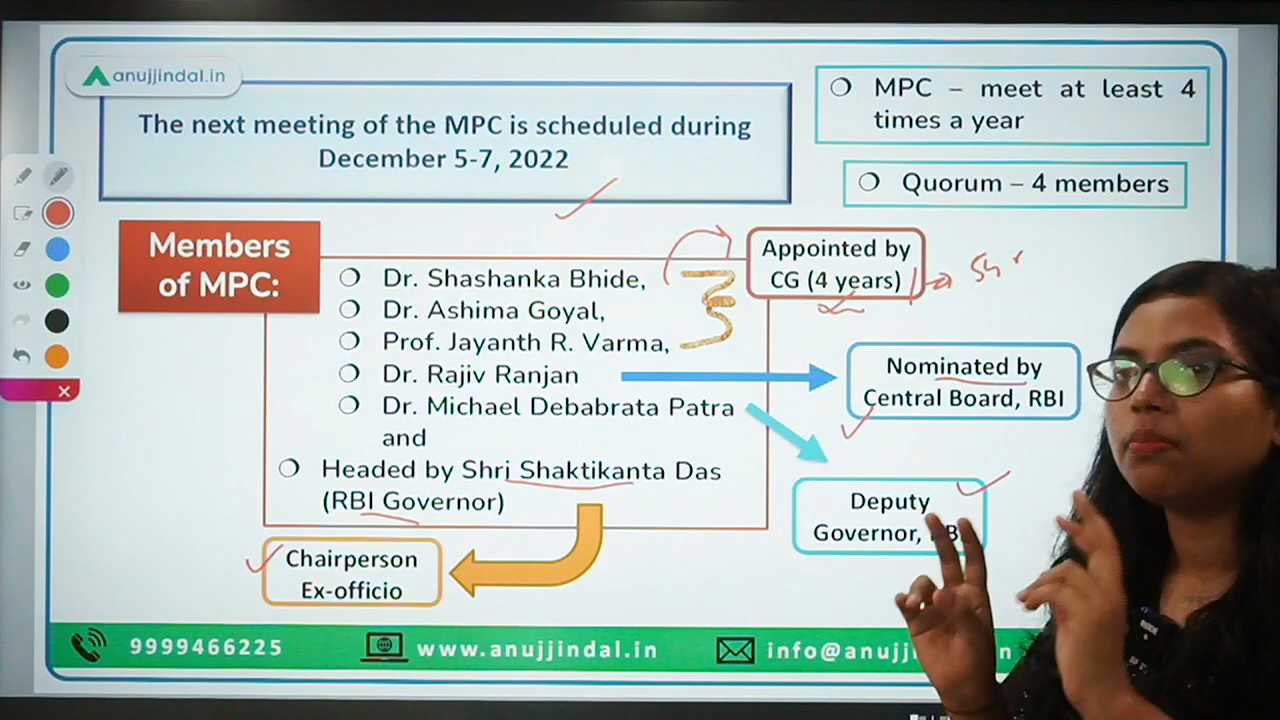 anujjindal.in
The next meeting of the MPC is scheduled during
December 5-7, 2022
MPC – meet at least 4
times a year
Quorum – 4 members
Members
of MPC:
Dr. Shashanka Bhide,
Dr. Ashima Goyal,
Prof. Jayanth R. Varma,
Dr. Rajiv Ranjan
Dr. Michael Debabrata Patra
and
Headed by Shri Shaktikanta Das
(RBI Governor)
Appointed by
CG (4 years)
Nominated by
Central Board, RBI
Deputy
Governor,
Chairperson
Ex-officio
9999466225
www.anujjindal.in